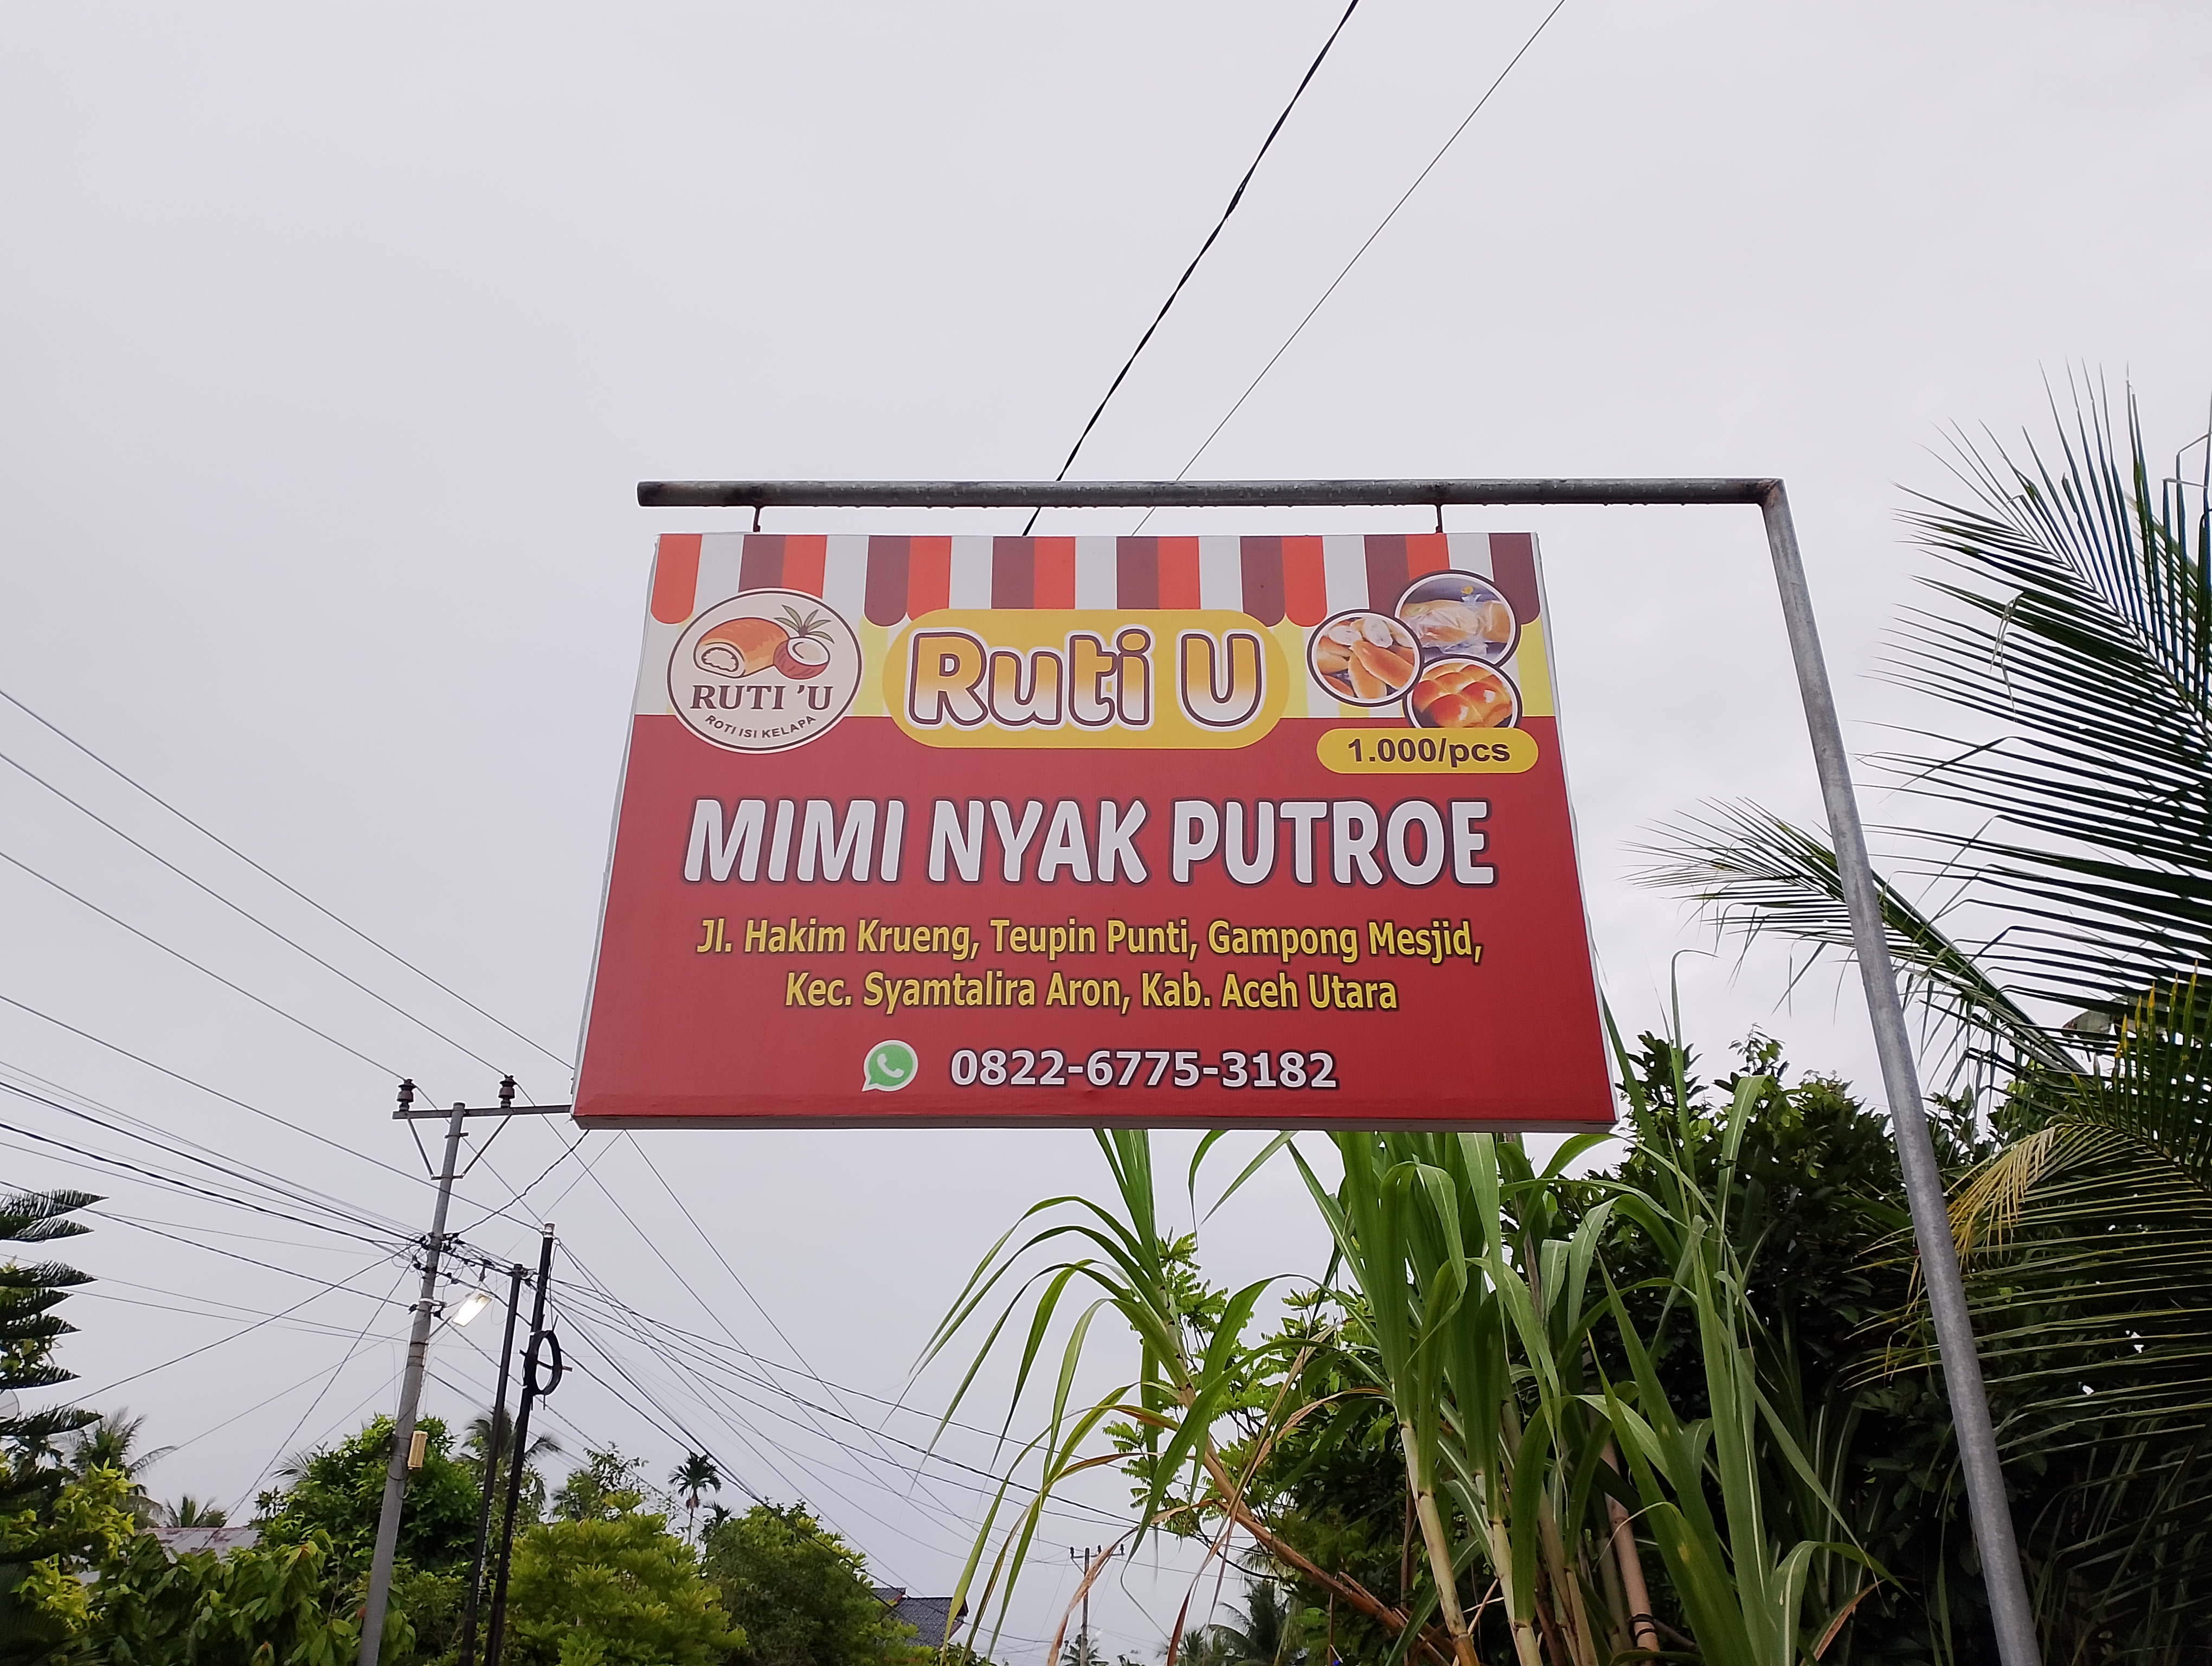 RUTI 'U
ROTI ISI KELAPA
Ruti U
1.000/pcs
MIMI NYAK PUTROE
Jl. Hakim Krueng, Teupin Punti, Gampong Mesjid,
Kec. Syamtalira Aron, Kab. Aceh Utara
0822-6775-3182